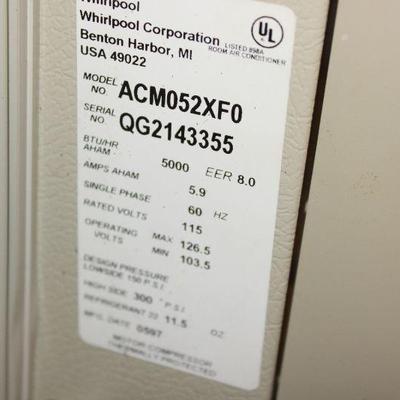 Whirlpool
Whirlpool Corporation
Benton Harbor, MI
USA 49022
UL
LISTED 898A
ROOM AIR CONDITIONER
MODEL NO. ACM052XF0
SERIAL NO. QG2143355
BTU/HR AHAM 5000 EER 8.0
AMPS AHAM 5.9
SINGLE PHASE 60 HZ
RATED VOLTS 115
OPERATING VOLTS MAX 126.5
MIN 103.5
DESIGN PRESSURE
LOWSIDE 150 P.S.I.
HIGH SIDE 300 P.S.I.
REFRIGERANT 22 11.5 OZ
MFG. DATE 0597
MOTOR COMPRESSOR
THERMALLY PROTECTED